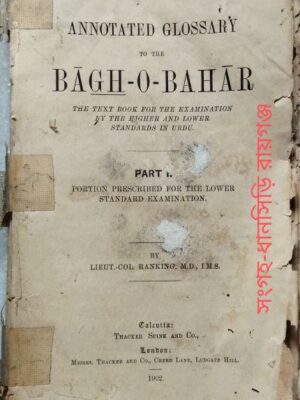 ANNOTATED GLOSSARY
TO THE
BĀGH-O-BAHĀR
THE TEXT BOOK FOR THE EXAMINATION
BY THE HIGHER AND LOWER
STANDARDS IN URDU.
PART I.
PORTION PRESCRIBED FOR THE LOWER
STANDARD EXAMINATION.
BY
LIEUT.-COL. RANKING, M.D., I.M.S.
Calcutta:
THACKER SPINK AND CO.,
London:
MESSRS. THACKER AND CO., CREED LANE, LUDGATE HILL.
1902.
সংগ্রহ-ধানসিড়ি রায়গঞ্জ